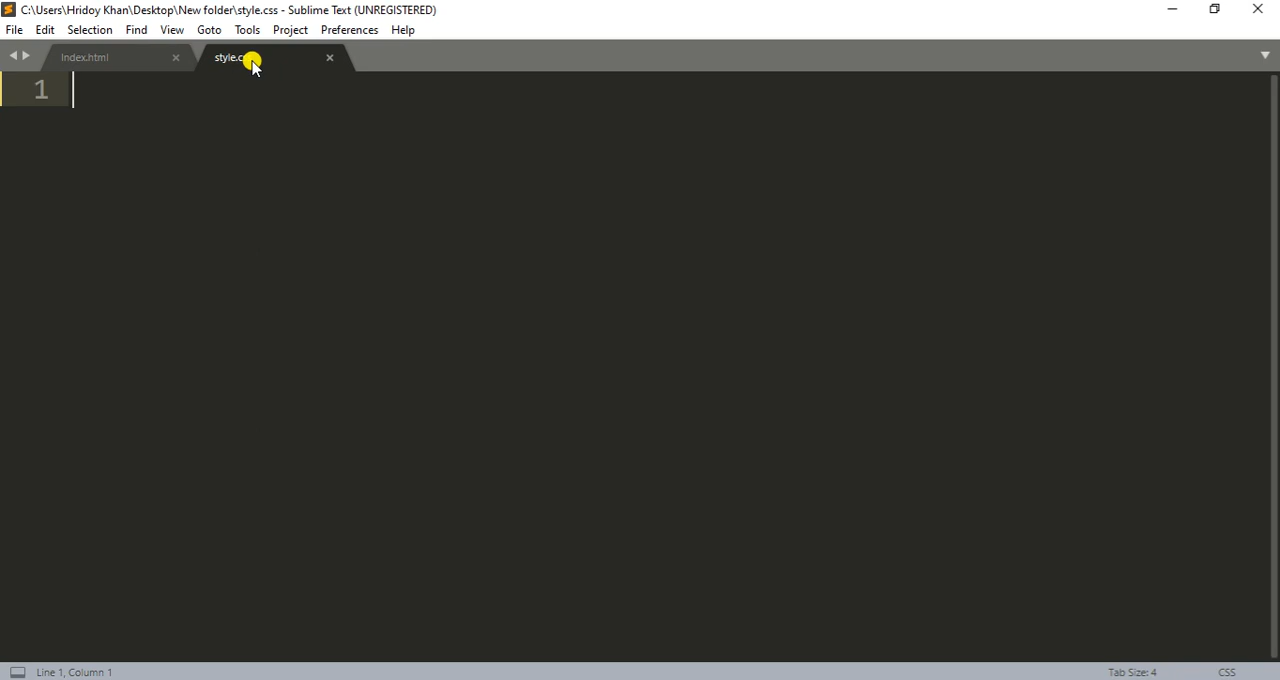 C:\Users\Hridoy Khan\Desktop\New folder\style.css - Sublime Text (UNREGISTERED)
File Edit Selection Find View Goto Tools Project Preferences Help
Index.html style.c
1
Line 1, Column 1 Tab Size: 4 CSS